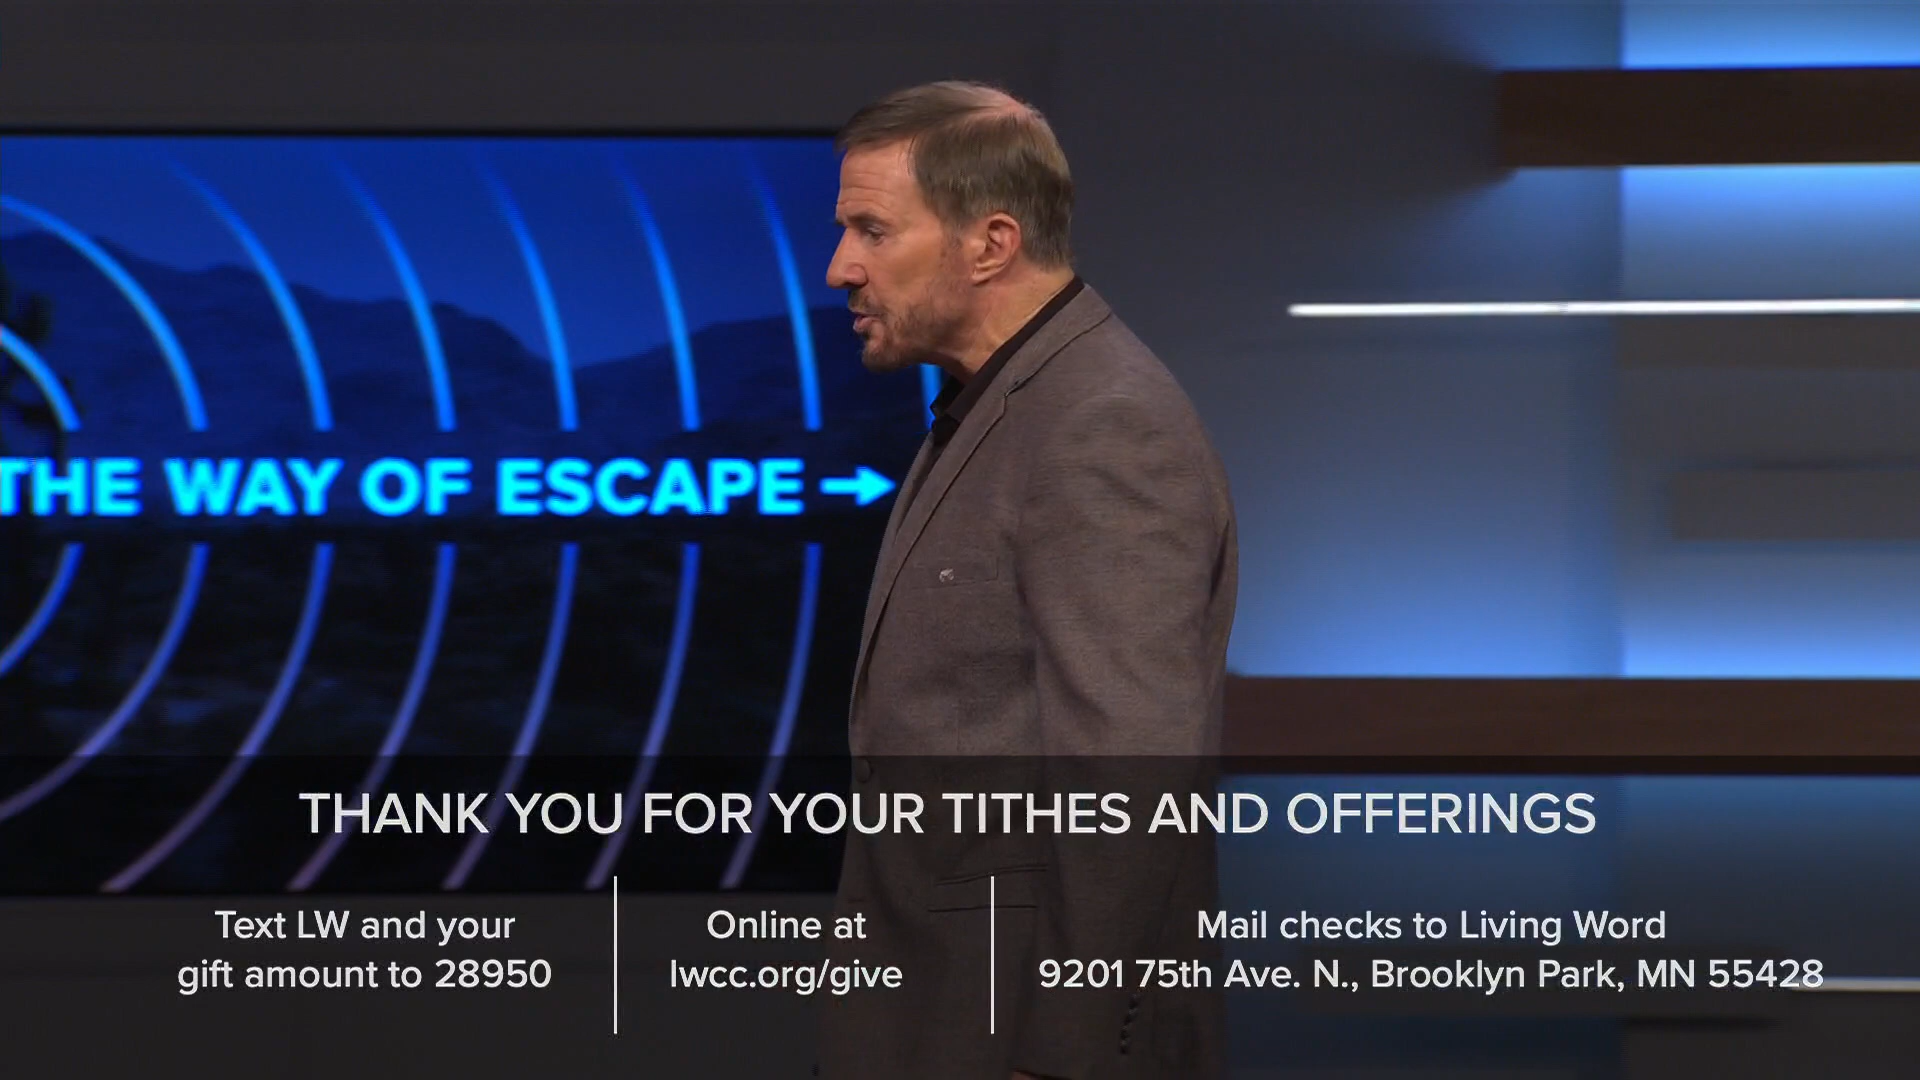 THE WAY OF ESCAPE →
THANK YOU FOR YOUR TITHES AND OFFERINGS
Text LW and your
gift amount to 28950
Online at
lwcc.org/give
Mail checks to Living Word
9201 75th Ave. N., Brooklyn Park, MN 55428